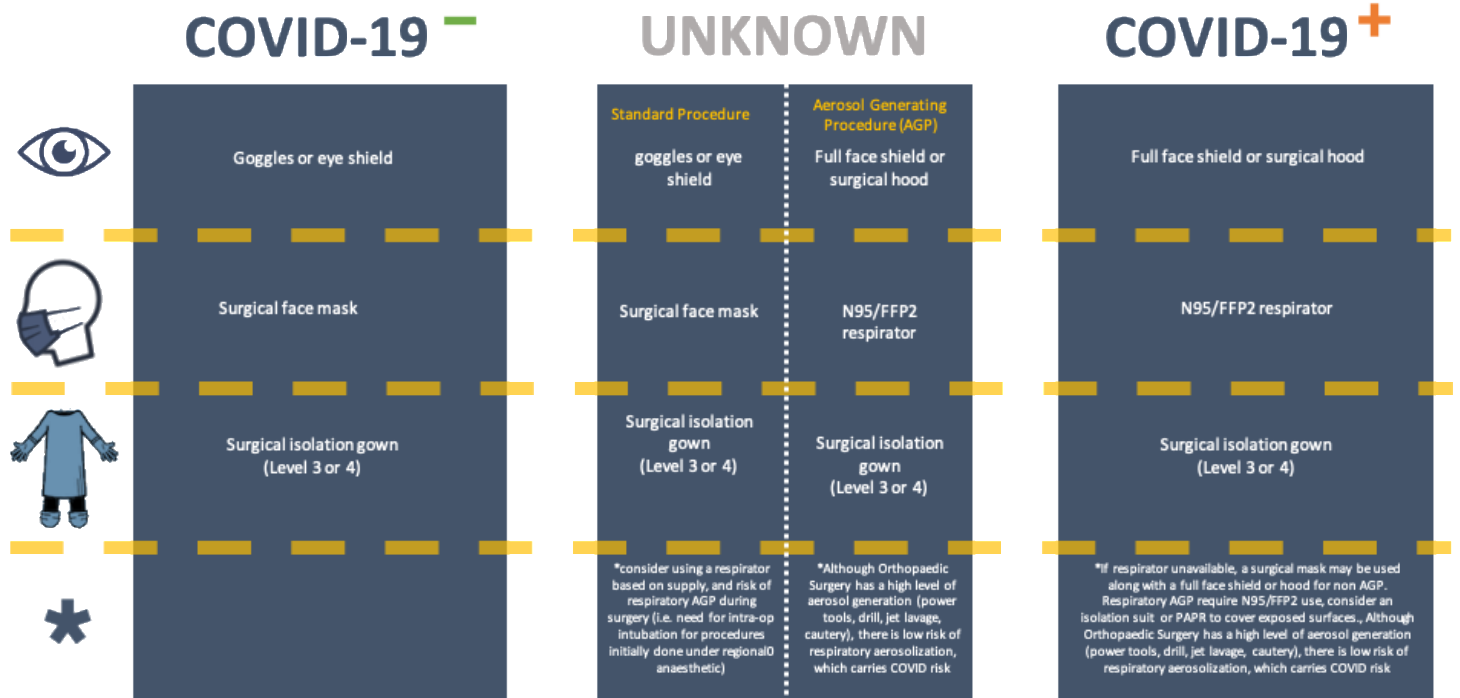 COVID-19 −
UNKNOWN
COVID-19 +
Goggles or eye shield
Standard Procedure
goggles or eye
shield
Aerosol Generating
Procedure (AGP)
Full face shield or
surgical hood
Full face shield or surgical hood
Surgical face mask
Surgical face mask
N95/FFP2
respirator
N95/FFP2 respirator
Surgical isolation gown
(Level 3 or 4)
Surgical isolation
gown
(Level 3 or 4)
Surgical isolation
gown
(Level 3 or 4)
Surgical isolation gown
(Level 3 or 4)
*
*consider using a respirator
based on supply, and risk of
respiratory AGP during
surgery (i.e. need for intra-op
intubation for procedures
initially done under regional0
anaesthetic)
*Although Orthopaedic
Surgery has a high level of
aerosol generation (power
tools, drill, jet lavage,
cautery), there is low risk of
respiratory aerosolization,
which carries COVID risk
*If respirator unavailable, a surgical mask may be used
along with a full face shield or hood for non AGP.
Respiratory AGP require N95/FFP2 use, consider an
isolation suit or PAPR to cover exposed surfaces., Although
Orthopaedic Surgery has a high level of aerosol generation
(power tools, drill, jet lavage, cautery), there is low risk of
respiratory aerosolization, which carries COVID risk